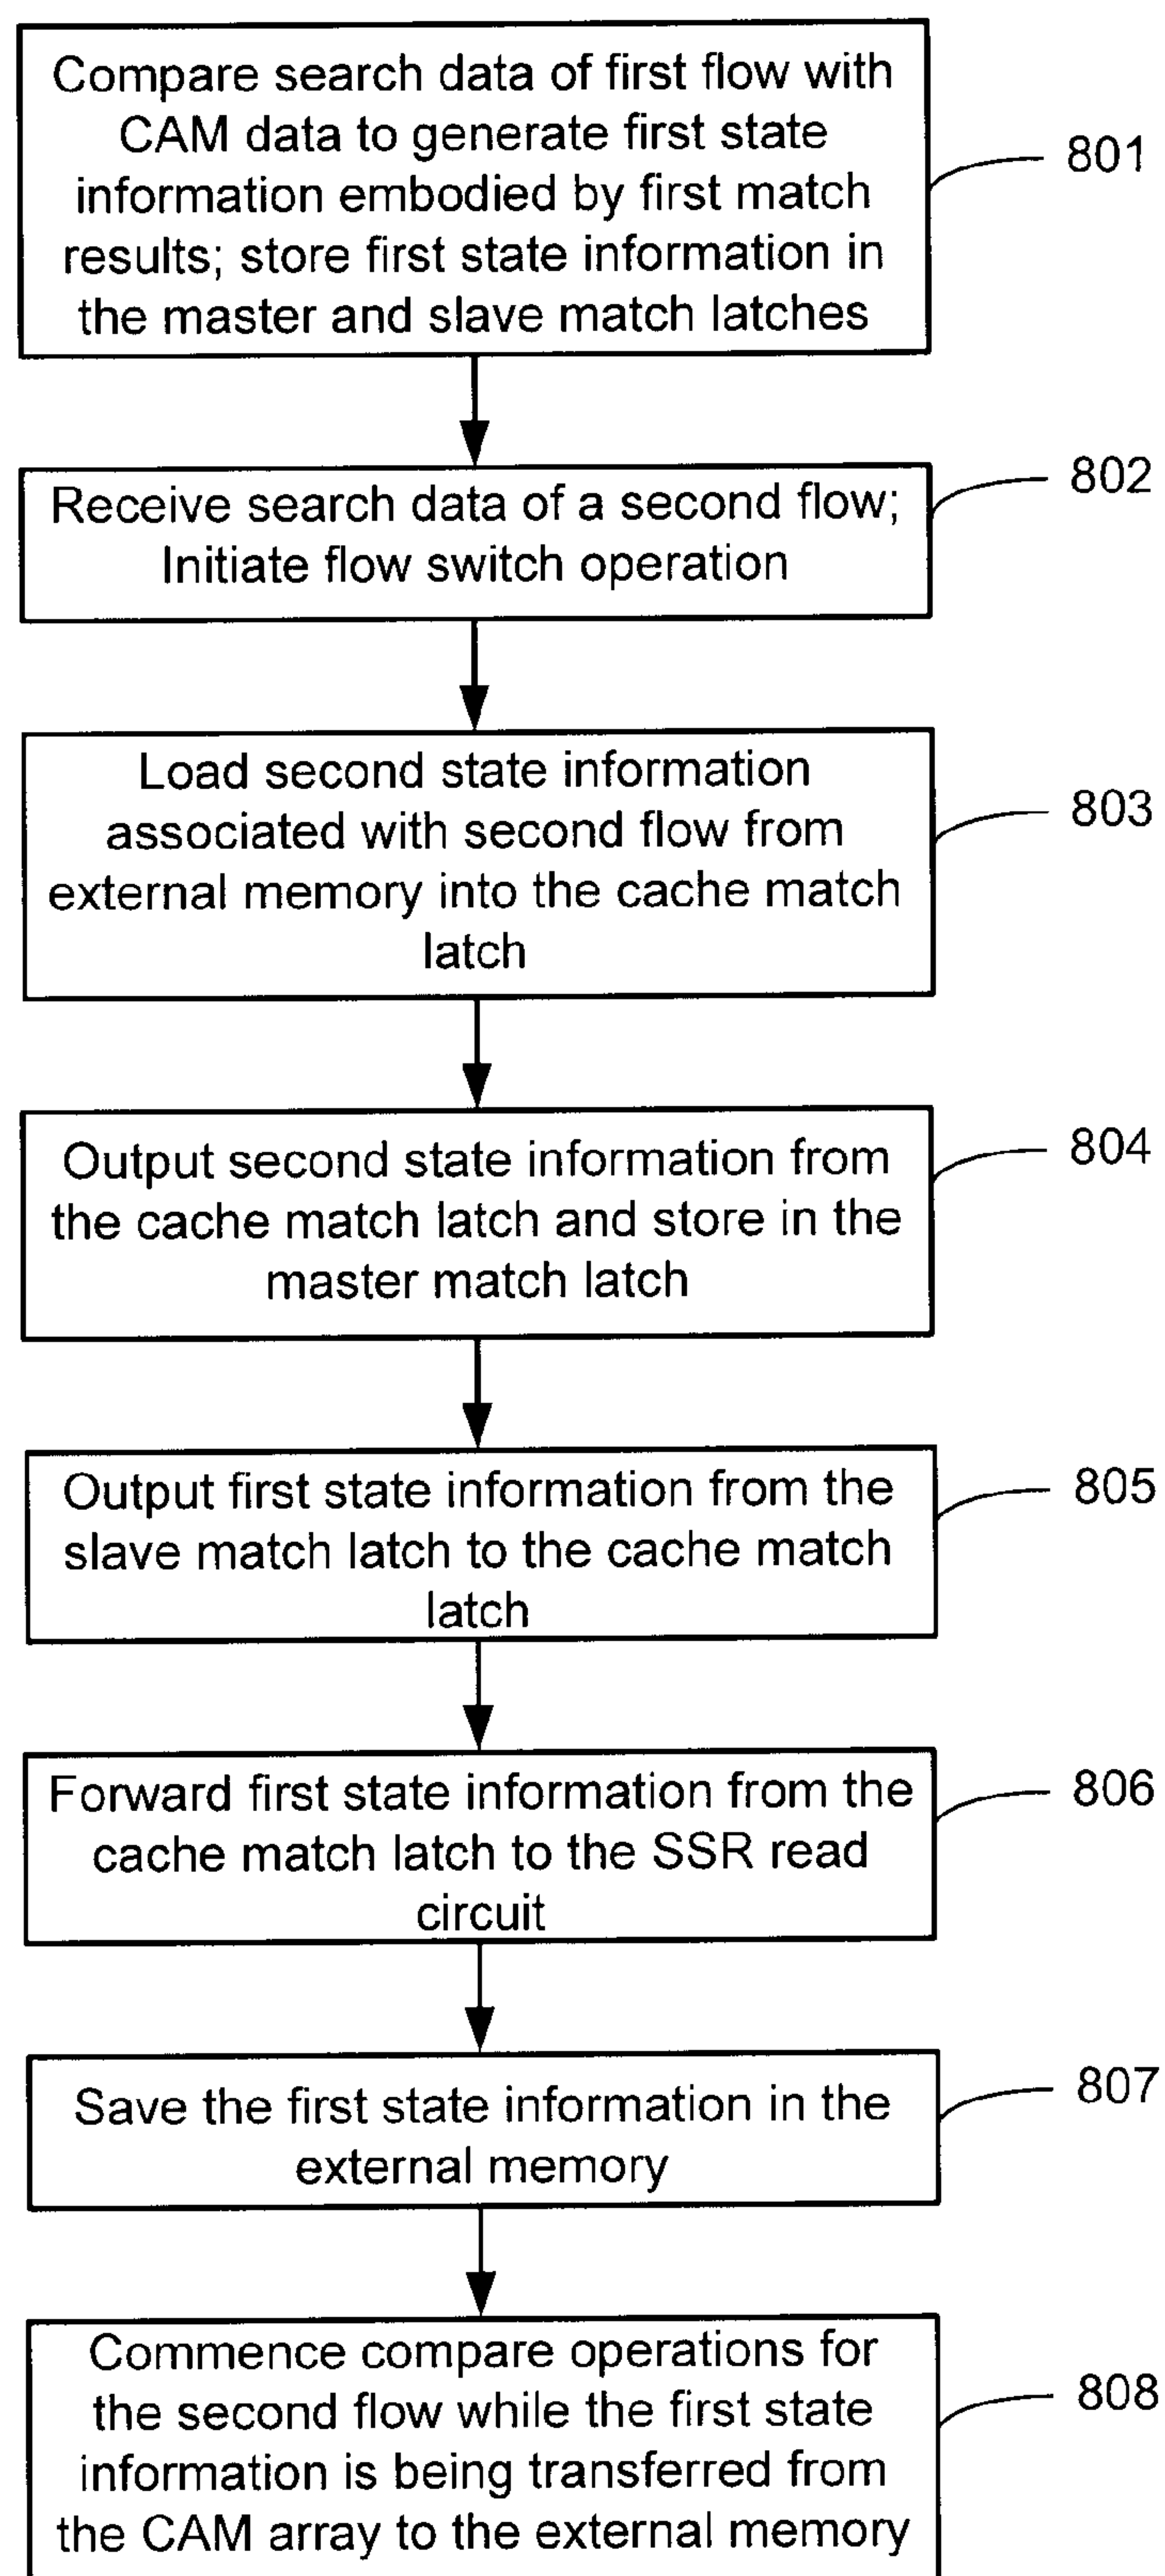 Compare search data of first flow with
CAM data to generate first state
information embodied by first match
results; store first state information in
the master and slave match latches
801
Receive search data of a second flow;
Initiate flow switch operation
802
Load second state information
associated with second flow from
external memory into the cache match
latch
803
Output second state information from
the cache match latch and store in the
master match latch
804
Output first state information from the
slave match latch to the cache match
latch
805
Forward first state information from the
cache match latch to the SSR read
circuit
806
Save the first state information in the
external memory
807
Commence compare operations for
the second flow while the first state
information is being transferred from
the CAM array to the external memory
808